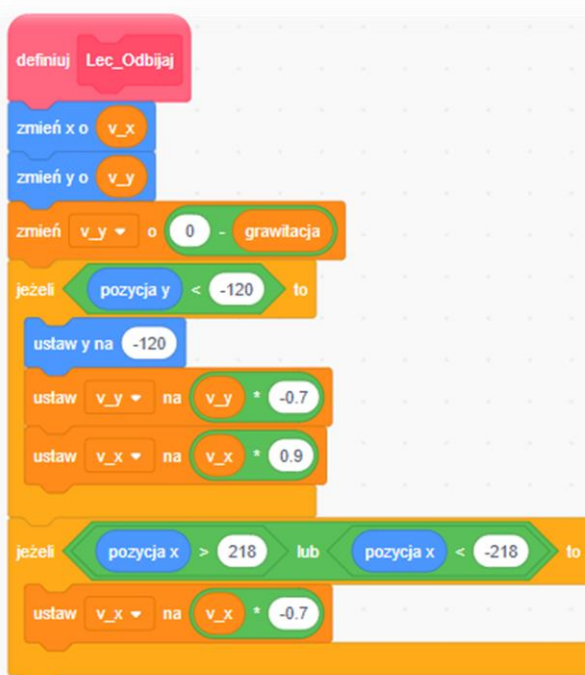 definiuj Lec_Odbijaj
zmień x o v_x
zmień y o v_y
zmień v_y o 0 - grawitacja
jeżeli pozycja y < -120 to
ustaw y na -120
ustaw v_y na v_y * -0.7
ustaw v_x na v_x * 0.9
jeżeli pozycja x > 218 lub pozycja x < -218 to
ustaw v_x na v_x * -0.7